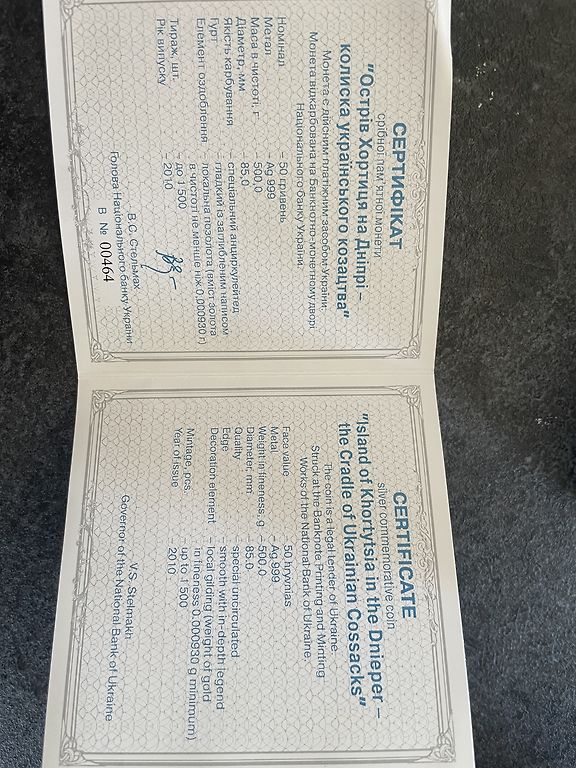 СЕРТИФІКАТ
срібної пам'ятної монети
"Острів Хортиця на Дніпрі –
колиска українського козацтва"
Монета є дійсним платіжним засобом України.
Монета відкарбована на Банкнотно-монетному дворі
Національного банку України.
Номінал – 50 гривень
Метал – Ag 999
Маса в чистоті, г – 500,0
Діаметр, мм – 85,0
Якість карбування – спеціальний анциркулейтед
Гурт – гладкий із заглибленим написом
Елемент оздоблення – локальна позолота (вміст золота
в чистоті не менше ніж 0,000930 г)
Тираж, шт. – до 1 500
Рік випуску – 2010
В.С. Стельмах
Голова Національного банку України
В № 00464
CERTIFICATE
silver commemorative coin
"Island of Khortytsia in the Dnieper –
the Cradle of Ukrainian Cossacks"
The coin is a legal tender of Ukraine.
Struck at the Banknote Printing and Minting
Works of the National Bank of Ukraine.
Face value – 50 hryvnias
Metal – Ag 999
Weight in fineness, g – 500,0
Diameter, mm – 85.0
Quality – special uncirculated
Edge – smooth with in-depth legend
Decoration element – local gilding (weight of gold
in fineness 0.000930 g minimum)
Mintage, pcs. – up to 1 500
Year of issue – 2010
V.S. Stelmakh
Governor of the National Bank of Ukraine